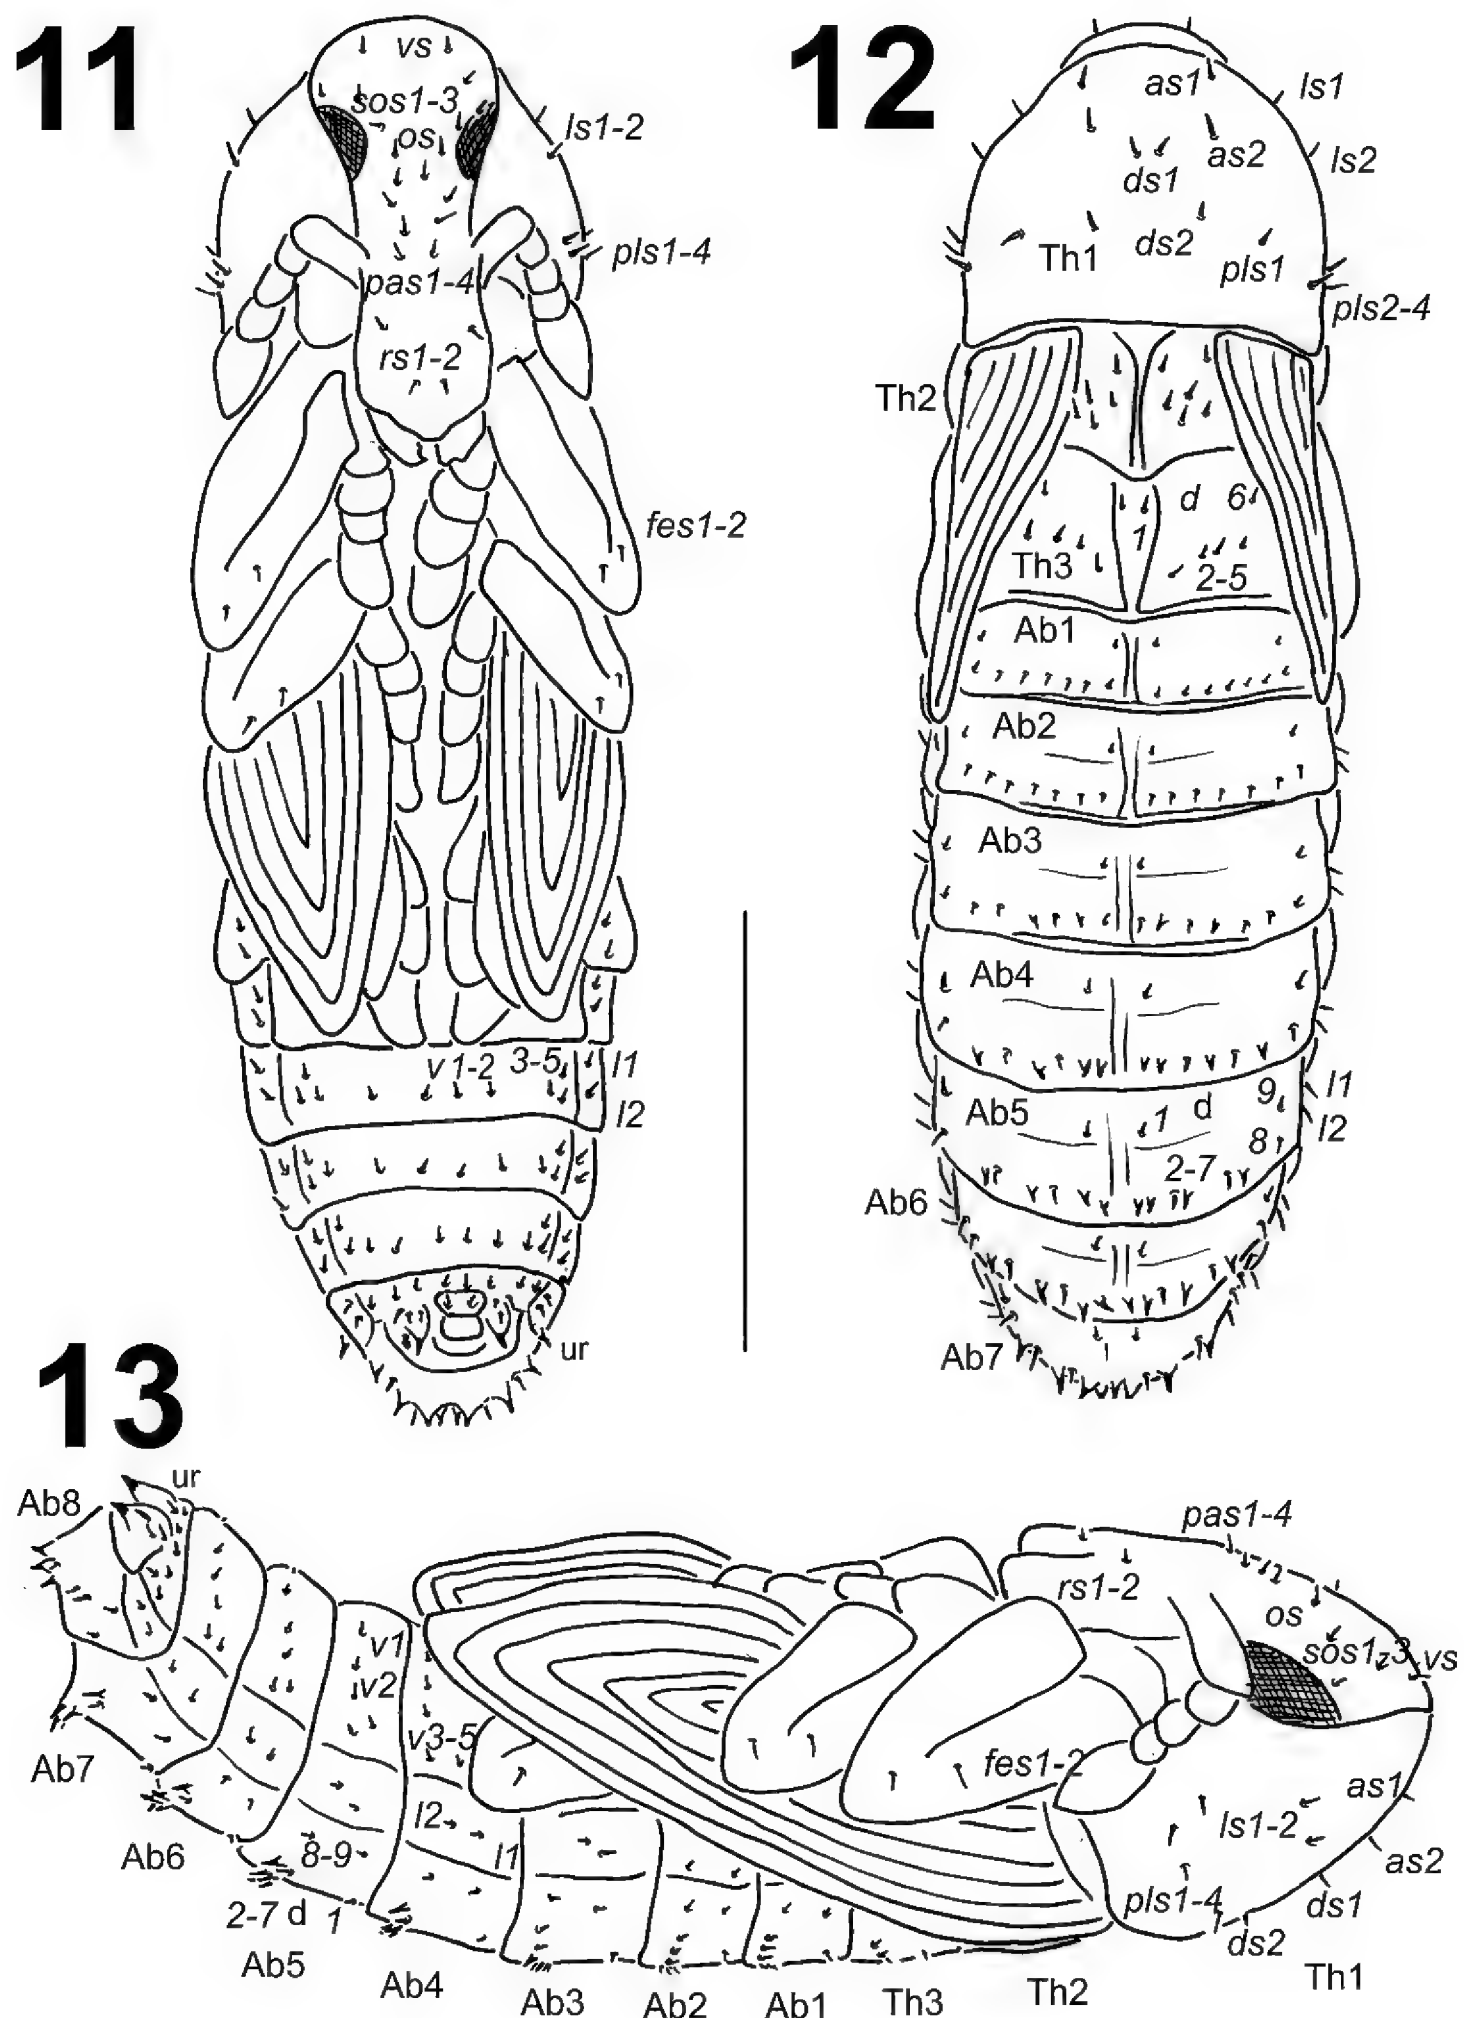 11
vs
sos1-3
os
ls1-2
pls1-4
pas1-4
rs1-2
fes1-2
v 1-2 3-5
l1
l2
ur
12
as1
ls1
as2
ls2
ds1
ds2
Th1
pls1
pls2-4
Th2
d 6
1
Th3
2-5
Ab1
Ab2
Ab3
Ab4
9
l1
Ab5
1 d
l2
8
2-7
Ab6
Ab7
13
Ab8
ur
pas1-4
rs1-2
os
sos1-3
vs
v1
v2
v3-5
Ab7
fes1-2
as1
l2
ls1-2
Ab6
8-9
l1
as2
pls1-4
ds1
2-7 d 1
ds2
Ab5
Ab4
Ab3
Ab2
Ab1
Th3
Th2
Th1